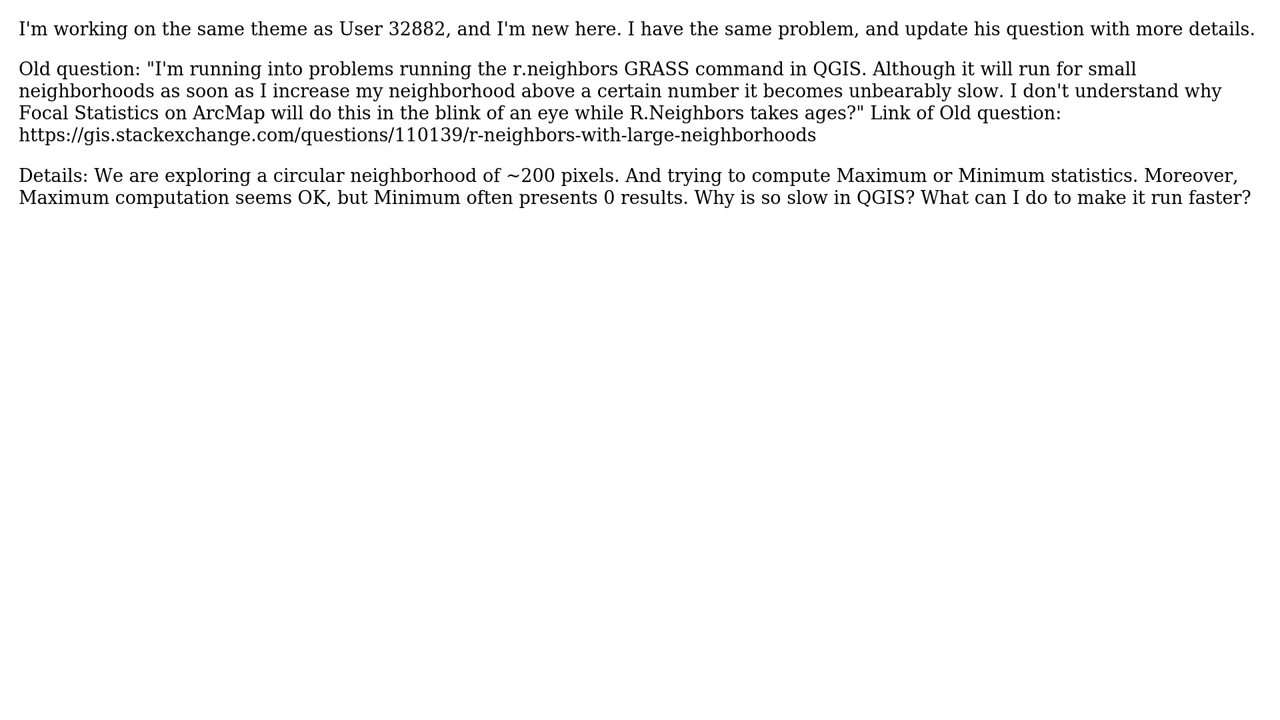 I'm working on the same theme as User 32882, and I'm new here. I have the same problem, and update his question with more details.
Old question: "I'm running into problems running the r.neighbors GRASS command in QGIS. Although it will run for small
neighborhoods as soon as I increase my neighborhood above a certain number it becomes unbearably slow. I don't understand why
Focal Statistics on ArcMap will do this in the blink of an eye while R.Neighbors takes ages?" Link of Old question:
https://gis.stackexchange.com/questions/110139/r-neighbors-with-large-neighborhoods
Details: We are exploring a circular neighborhood of ~200 pixels. And trying to compute Maximum or Minimum statistics. Moreover,
Maximum computation seems OK, but Minimum often presents 0 results. Why is so slow in QGIS? What can I do to make it run faster?